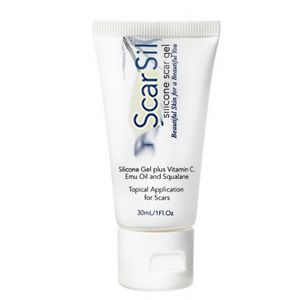 ScarSil
silicone scar gel
Beautiful Skin for a Beautiful You
Silicone Gel plus Vitamin C,
Emu Oil and Squalane
Topical Application
for Scars
30mL/1Fl.Oz